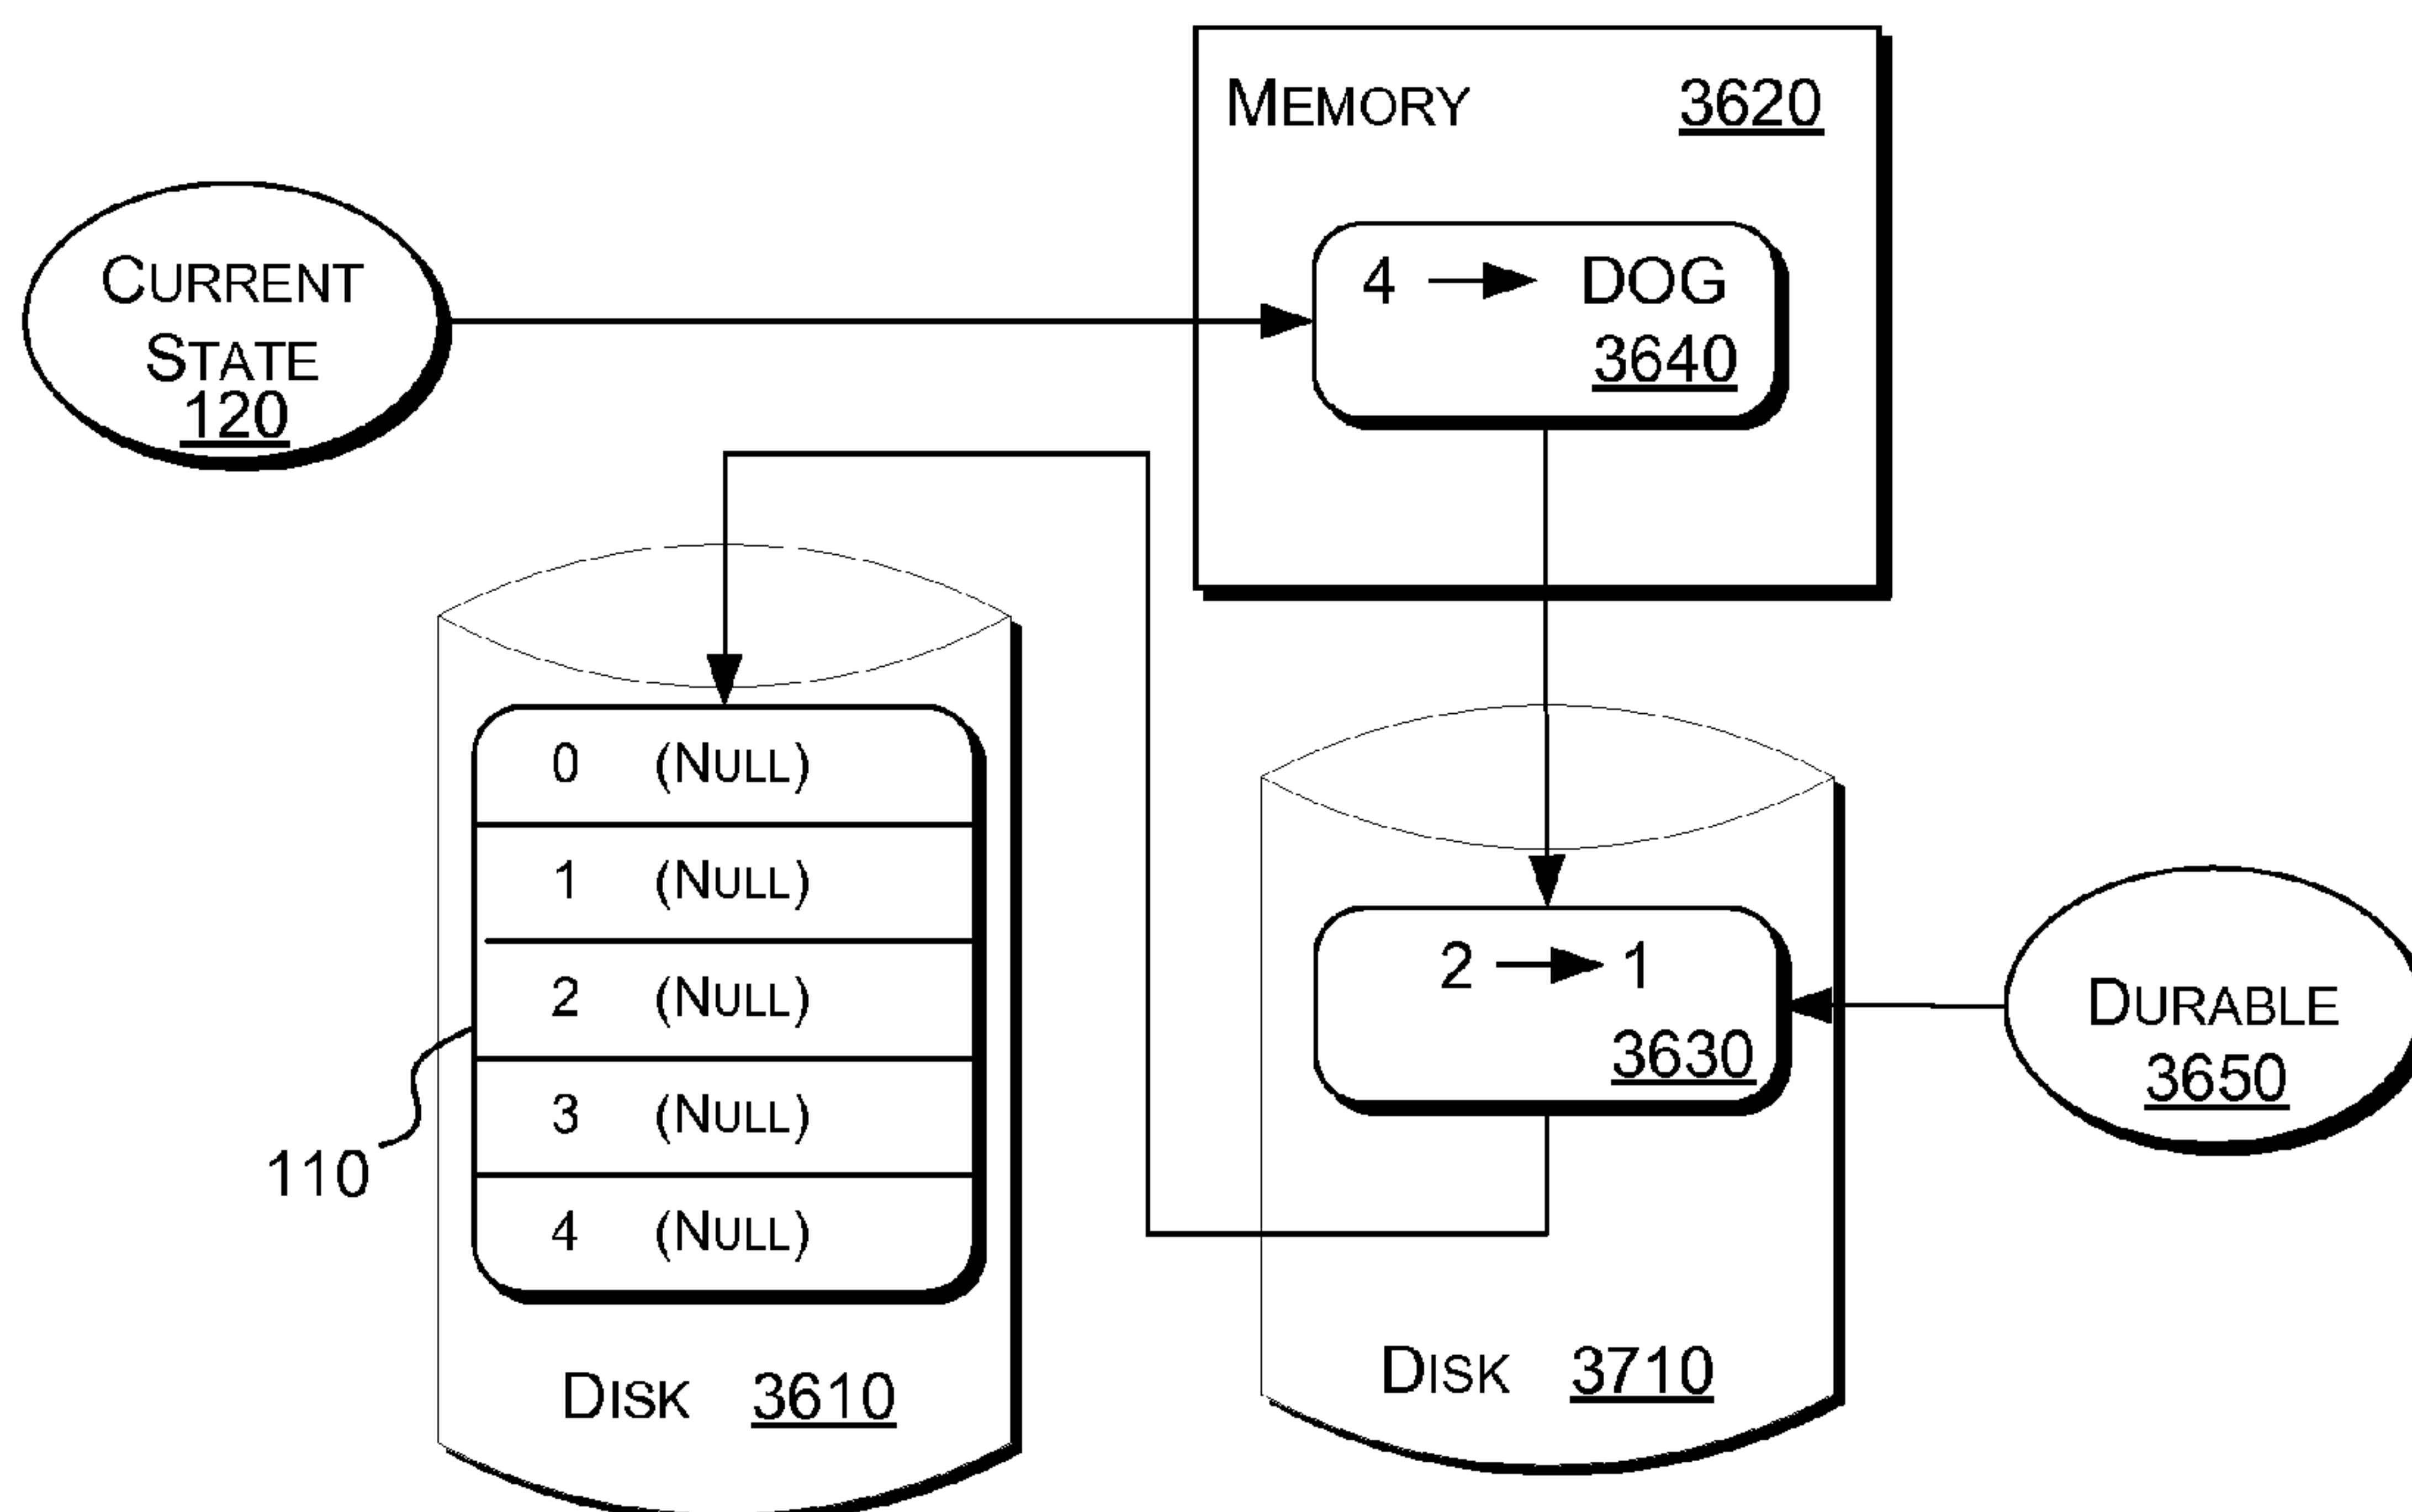 MEMORY 3620
4 → DOG
3640
CURRENT
STATE
120
0 (NULL)
1 (NULL)
2 (NULL)
3 (NULL)
4 (NULL)
110
DISK 3610
2 → 1
3630
DISK 3710
DURABLE
3650